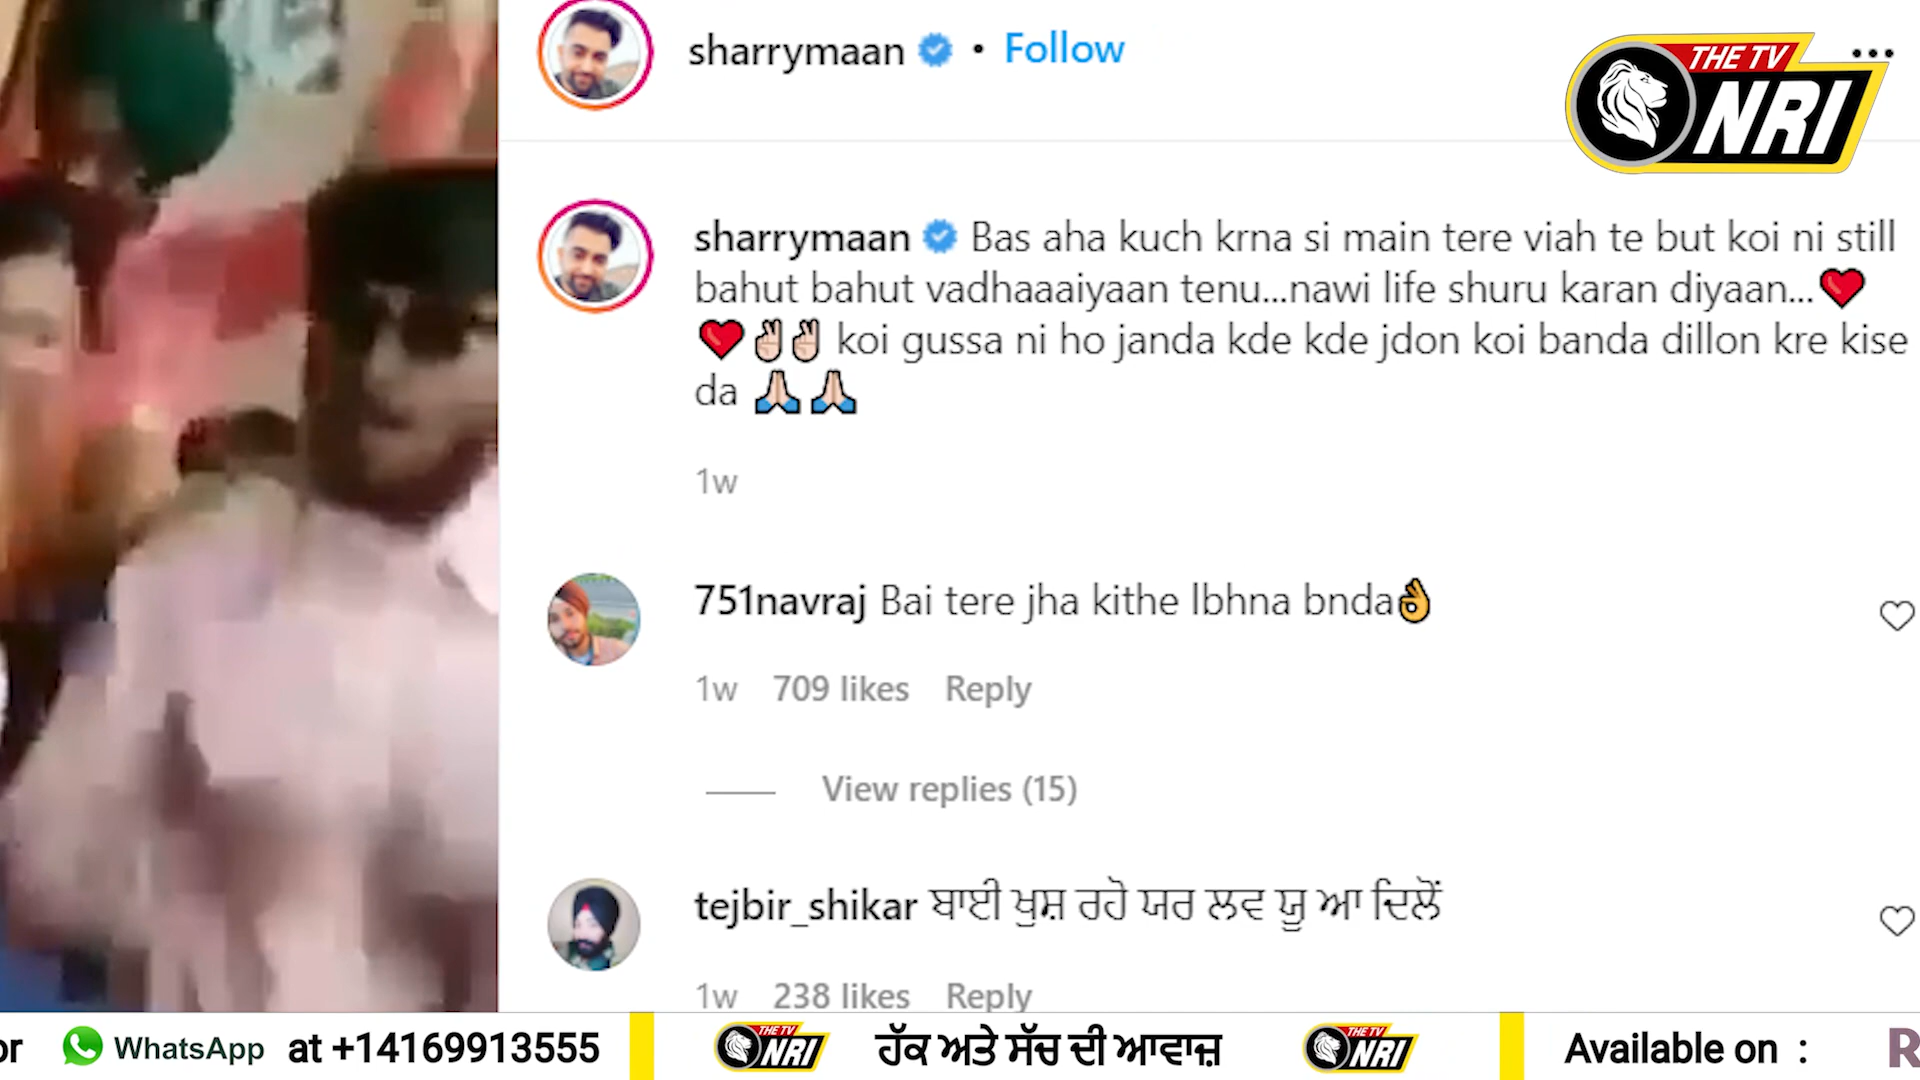 sharrymaan • Follow
THE TV
NRI
sharrymaan Bas aha kuch krna si main tere viah te but koi ni still
bahut bahut vadhaaaiyaan tenu...nawi life shuru karan diyaan...❤️
❤️✌🏻✌🏻 koi gussa ni ho janda kde kde jdon koi banda dillon kre kise
da 🙏🏻🙏🏻
1w
751navraj Bai tere jha kithe lbhna bnda👌
1w 709 likes Reply
View replies (15)
tejbir_shikar ਬਾਈ ਖੁਸ਼ ਰਹੋ ਯਰ ਲਵ ਯੂ ਆ ਦਿਲੋਂ
1w 238 likes Reply
or WhatsApp at +14169913555 THE TV NRI ਹੱਕ ਅਤੇ ਸੱਚ ਦੀ ਆਵਾਜ਼ THE TV NRI Available on : R